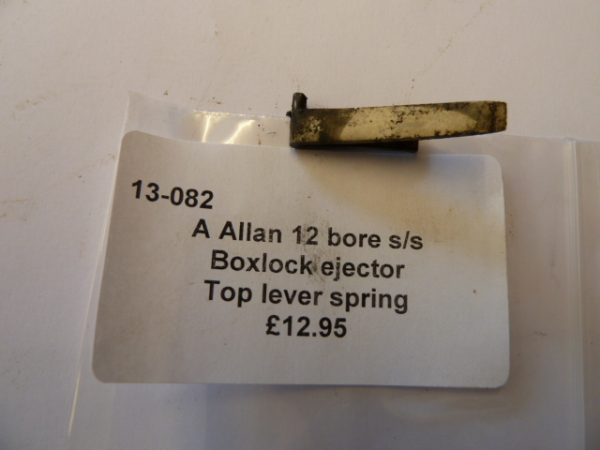 13-082
A Allan 12 bore s/s
Boxlock ejector
Top lever spring
£12.95